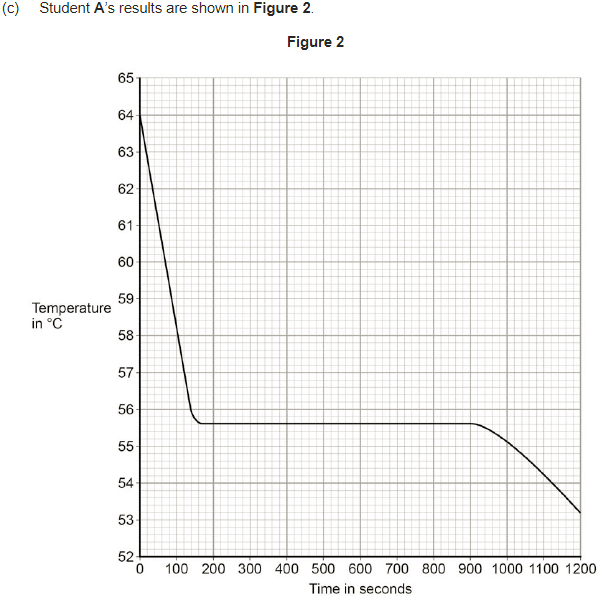 (c) Student A's results are shown in Figure 2.
Figure 2
65
64
63
62
61
60
59
58
57
56
55
54
53
52
Temperature
in °C
0 100 200 300 400 500 600 700 800 900 1000 1100 1200
Time in seconds